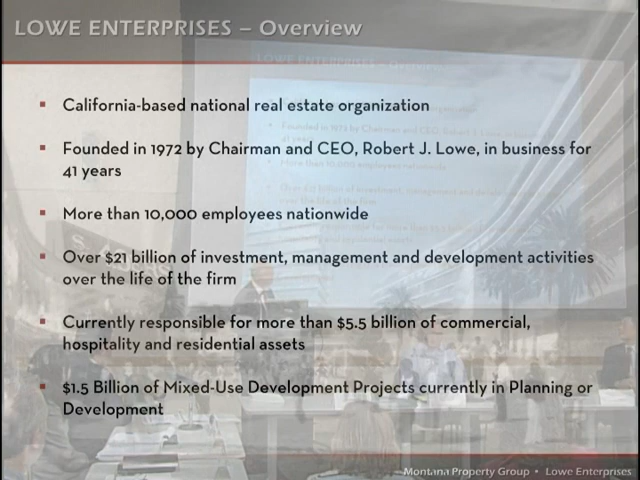 LOWE ENTERPRISES – Overview
California-based national real estate organization
Founded in 1972 by Chairman and CEO, Robert J. Lowe, in business for
41 years
More than 10,000 employees nationwide
Over $21 billion of investment, management and development activities
over the life of the firm
Currently responsible for more than $5.5 billion of commercial,
hospitality and residential assets
$1.5 Billion of Mixed-Use Development Projects currently in Planning or
Development
Montana Property Group • Lowe Enterprises